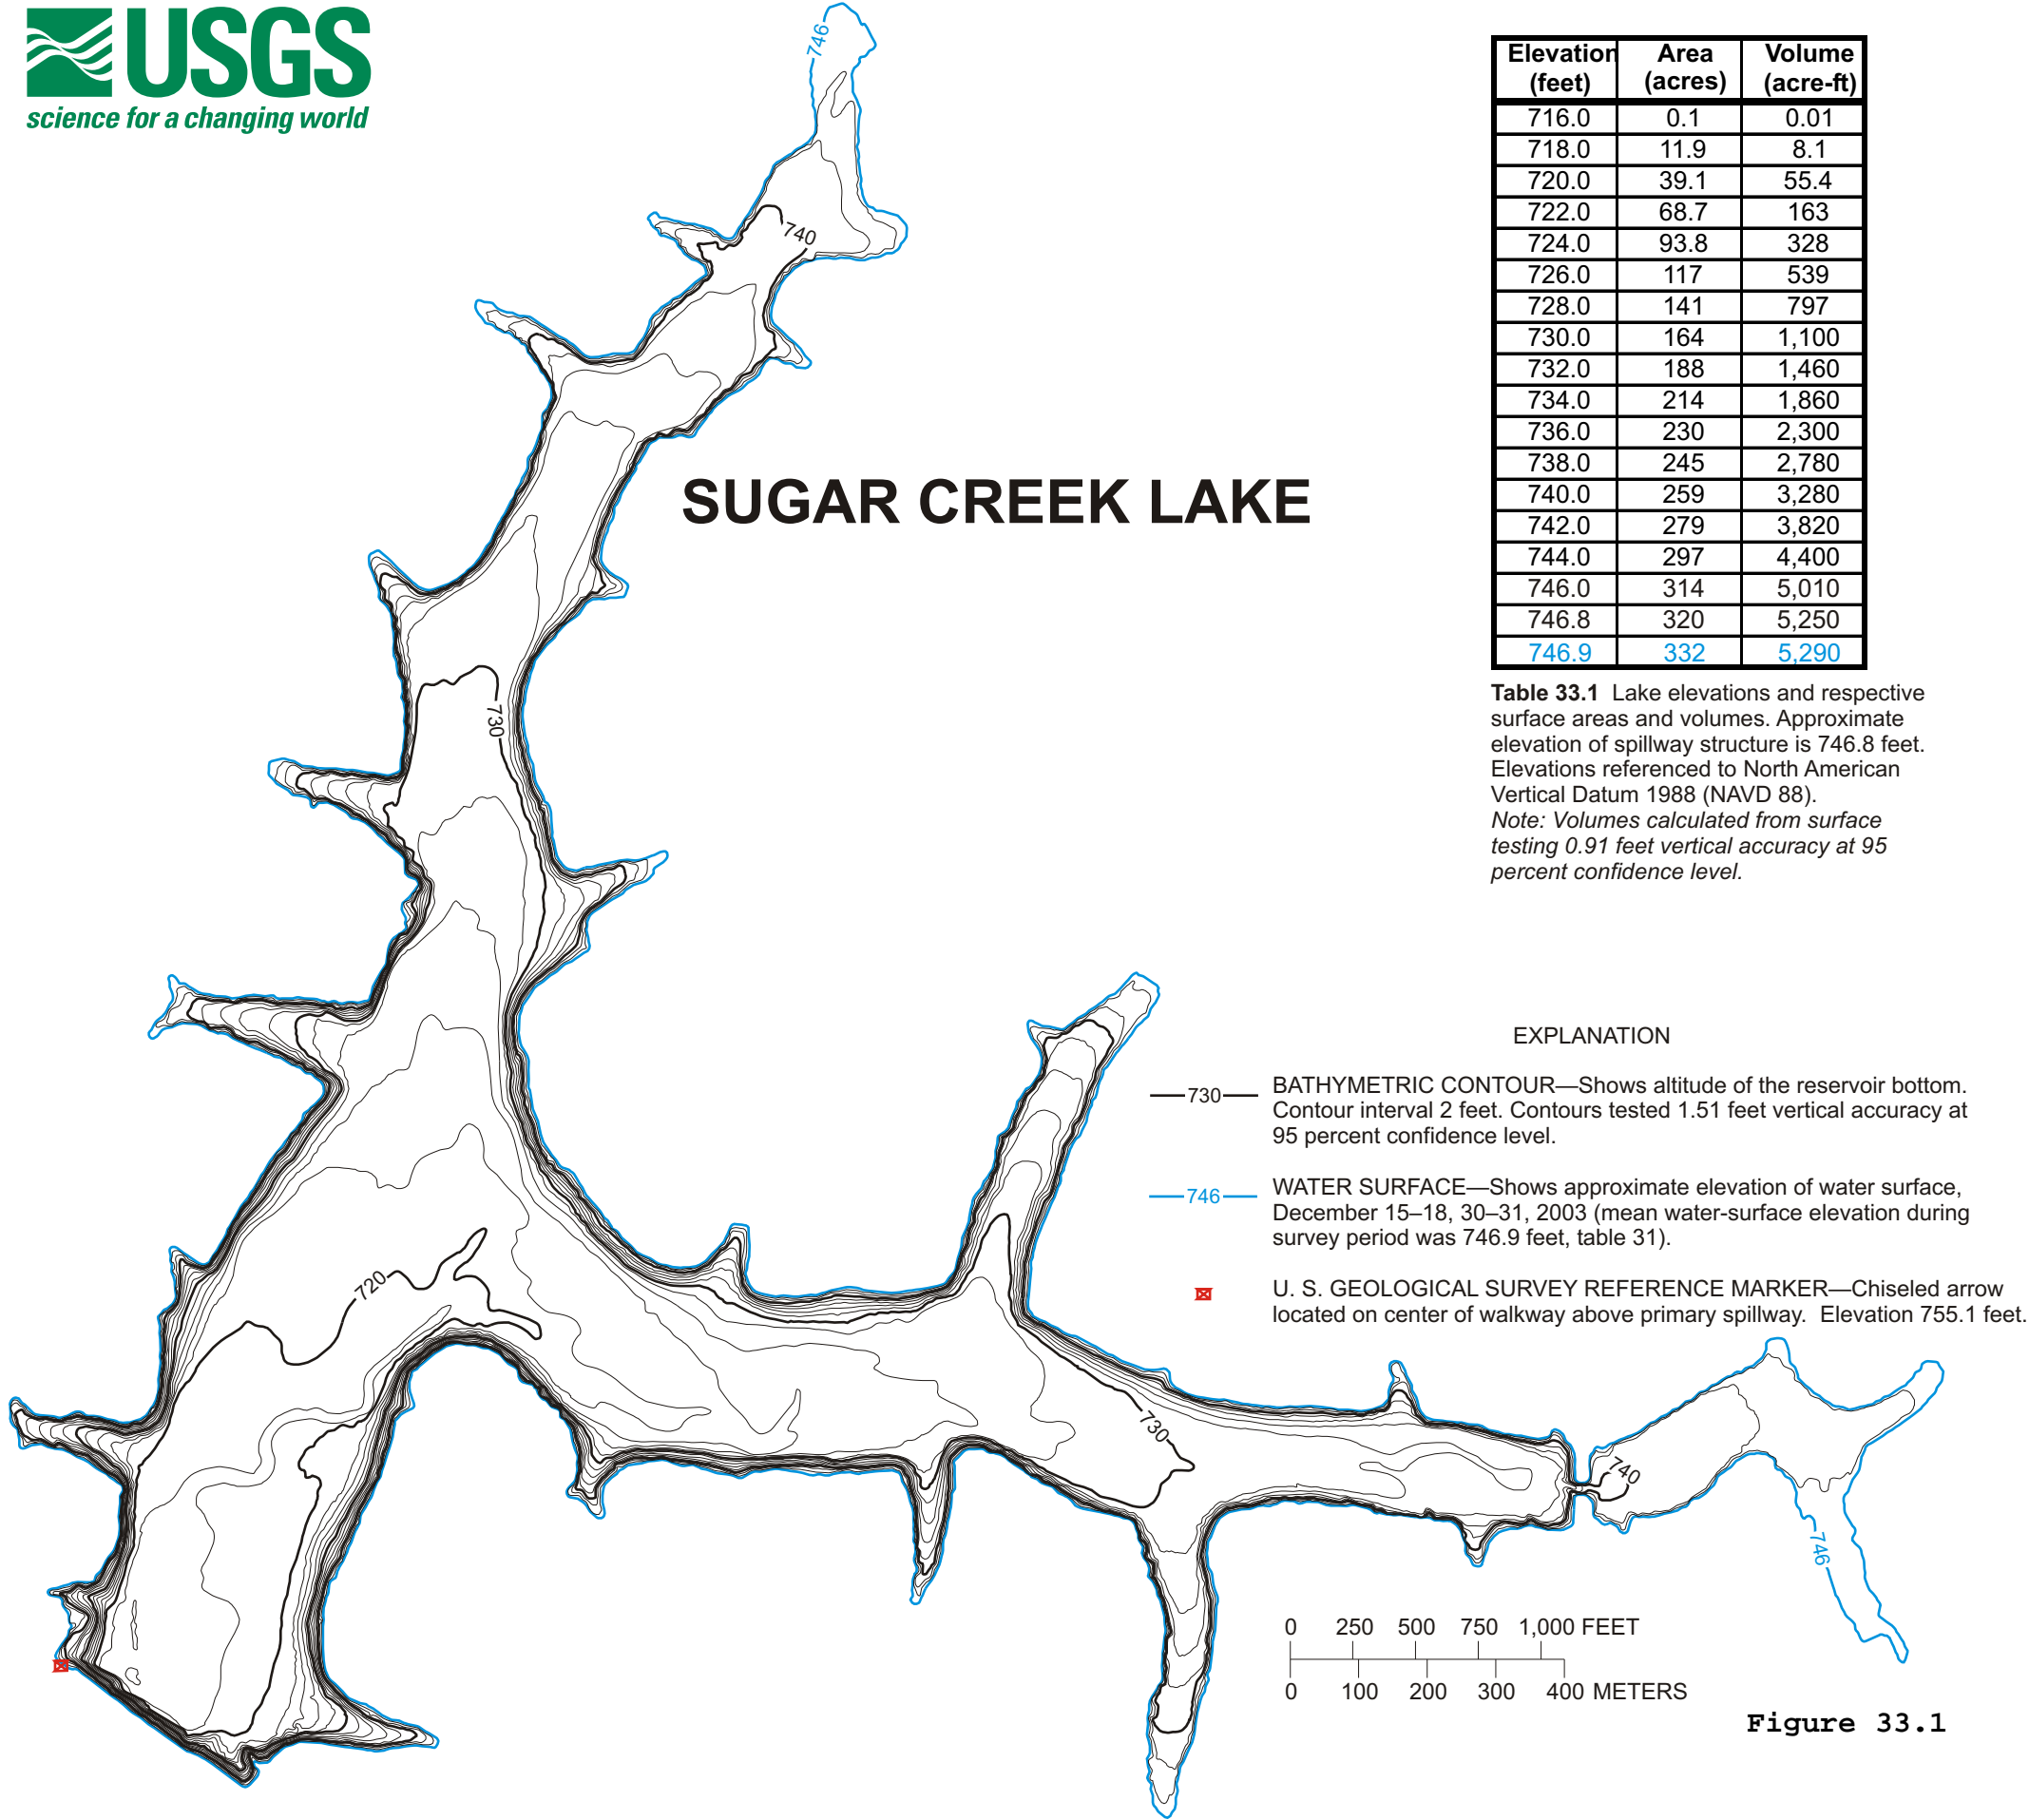 USGS
science for a changing world
746
740
SUGAR CREEK LAKE
730
720
730
740
746
Elevation (feet) Area (acres) Volume (acre-ft)
716.0 0.1 0.01
718.0 11.9 8.1
720.0 39.1 55.4
722.0 68.7 163
724.0 93.8 328
726.0 117 539
728.0 141 797
730.0 164 1,100
732.0 188 1,460
734.0 214 1,860
736.0 230 2,300
738.0 245 2,780
740.0 259 3,280
742.0 279 3,820
744.0 297 4,400
746.0 314 5,010
746.8 320 5,250
746.9 332 5,290
Table 33.1 Lake elevations and respective
surface areas and volumes. Approximate
elevation of spillway structure is 746.8 feet.
Elevations referenced to North American
Vertical Datum 1988 (NAVD 88).
Note: Volumes calculated from surface
testing 0.91 feet vertical accuracy at 95
percent confidence level.
EXPLANATION
730 BATHYMETRIC CONTOUR—Shows altitude of the reservoir bottom.
Contour interval 2 feet. Contours tested 1.51 feet vertical accuracy at
95 percent confidence level.
746 WATER SURFACE—Shows approximate elevation of water surface,
December 15–18, 30–31, 2003 (mean water-surface elevation during
survey period was 746.9 feet, table 31).
U. S. GEOLOGICAL SURVEY REFERENCE MARKER—Chiseled arrow
located on center of walkway above primary spillway. Elevation 755.1 feet.
0 250 500 750 1,000 FEET
0 100 200 300 400 METERS
Figure 33.1